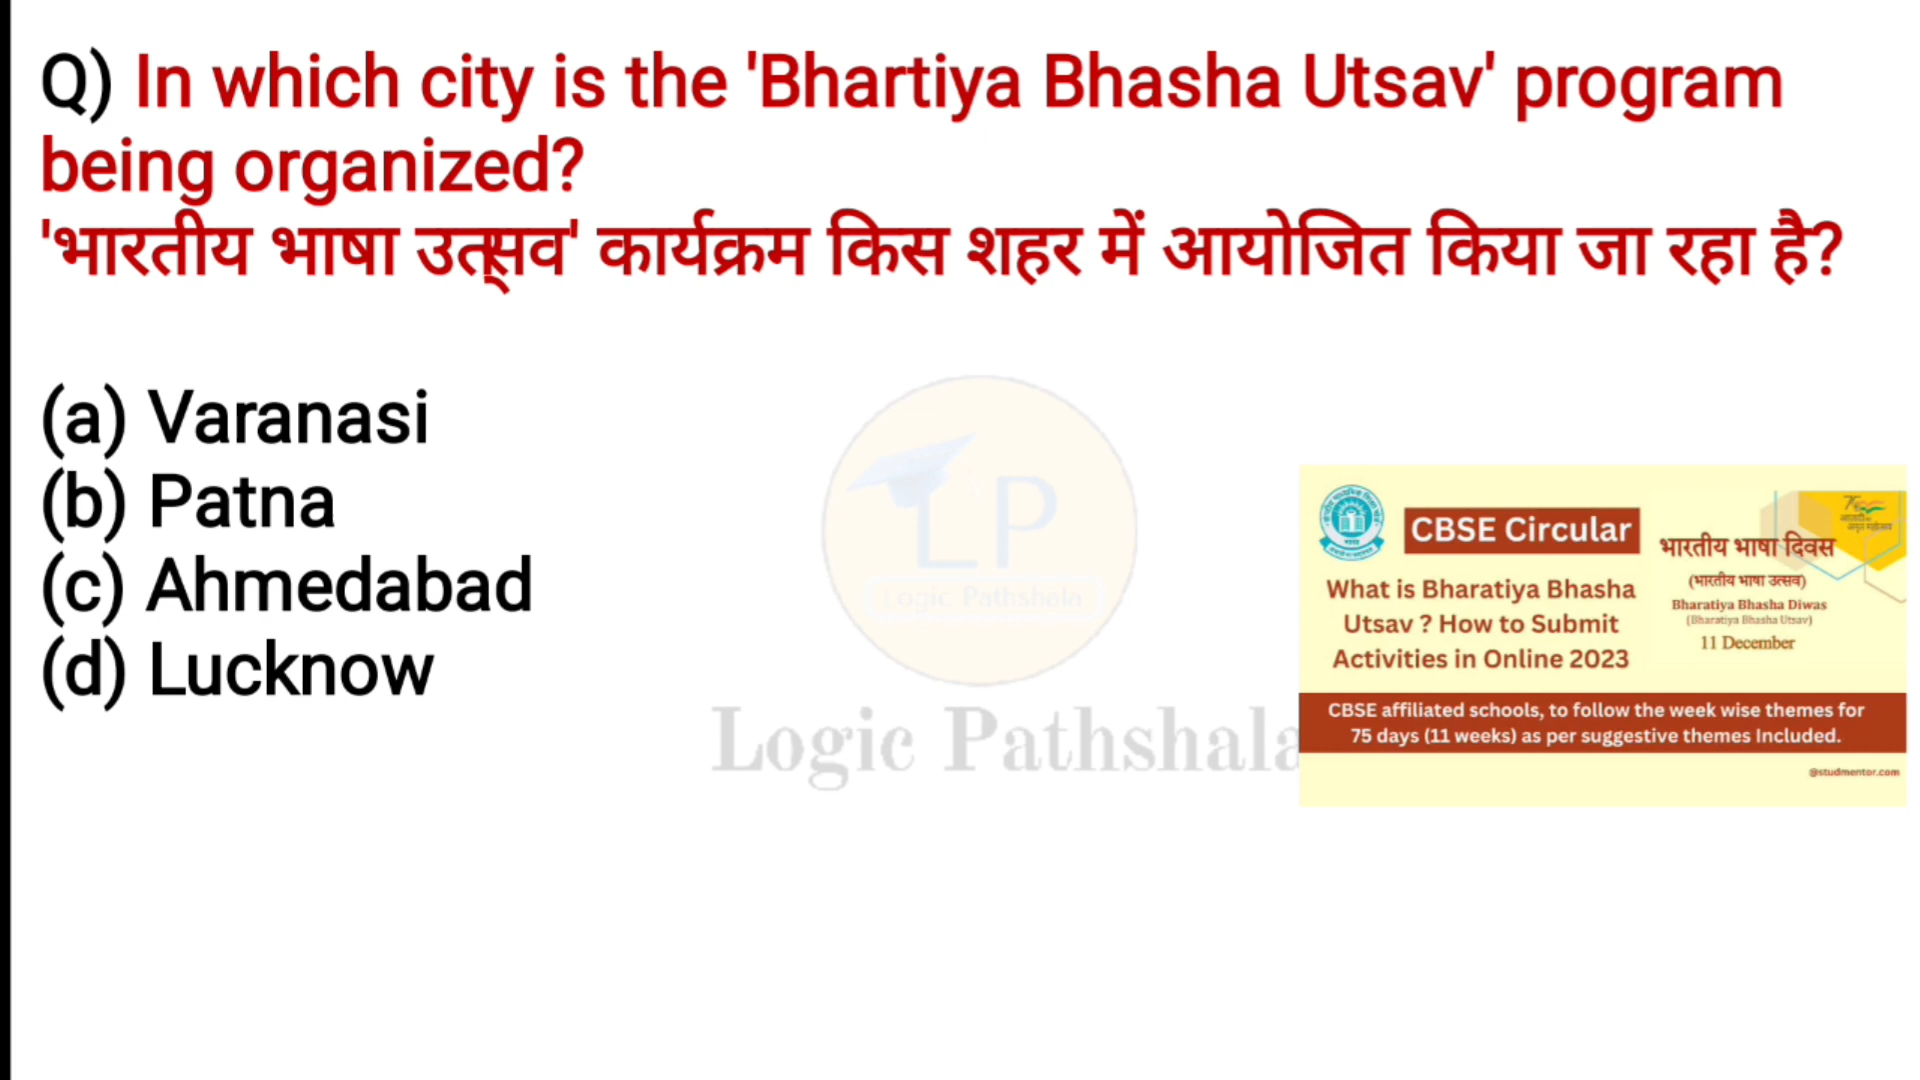 Q) In which city is the 'Bhartiya Bhasha Utsav' program
being organized?
'भारतीय भाषा उत्सव' कार्यक्रम किस शहर में आयोजित किया जा रहा है?
(a) Varanasi
(b) Patna
(c) Ahmedabad
(d) Lucknow
LP
Logic Pathshala
Logic Pathshala
CBSE Circular
What is Bharatiya Bhasha
Utsav ? How to Submit
Activities in Online 2023
भारतीय भाषा दिवस
(भारतीय भाषा उत्सव)
Bharatiya Bhasha Diwas
(Bharatiya Bhasha Utsav)
11 December
CBSE affiliated schools, to follow the week wise themes for
75 days (11 weeks) as per suggestive themes Included.
@studmentor.com